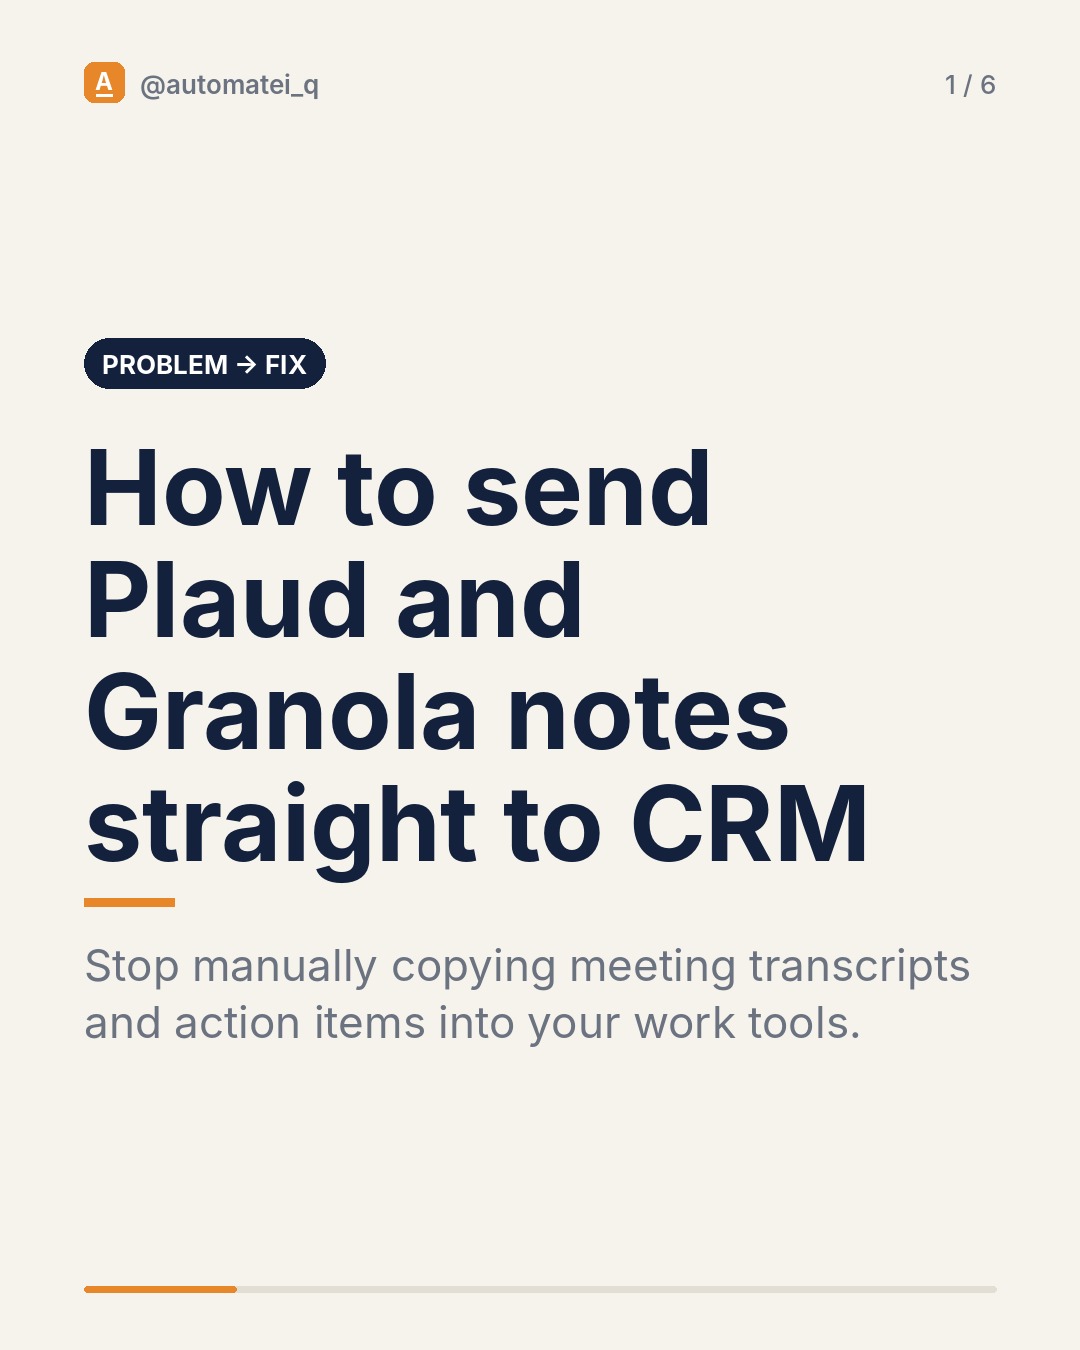 A
@automatei_q
1 / 6
PROBLEM → FIX
How to send
Plaud and
Granola notes
straight to CRM
Stop manually copying meeting transcripts
and action items into your work tools.